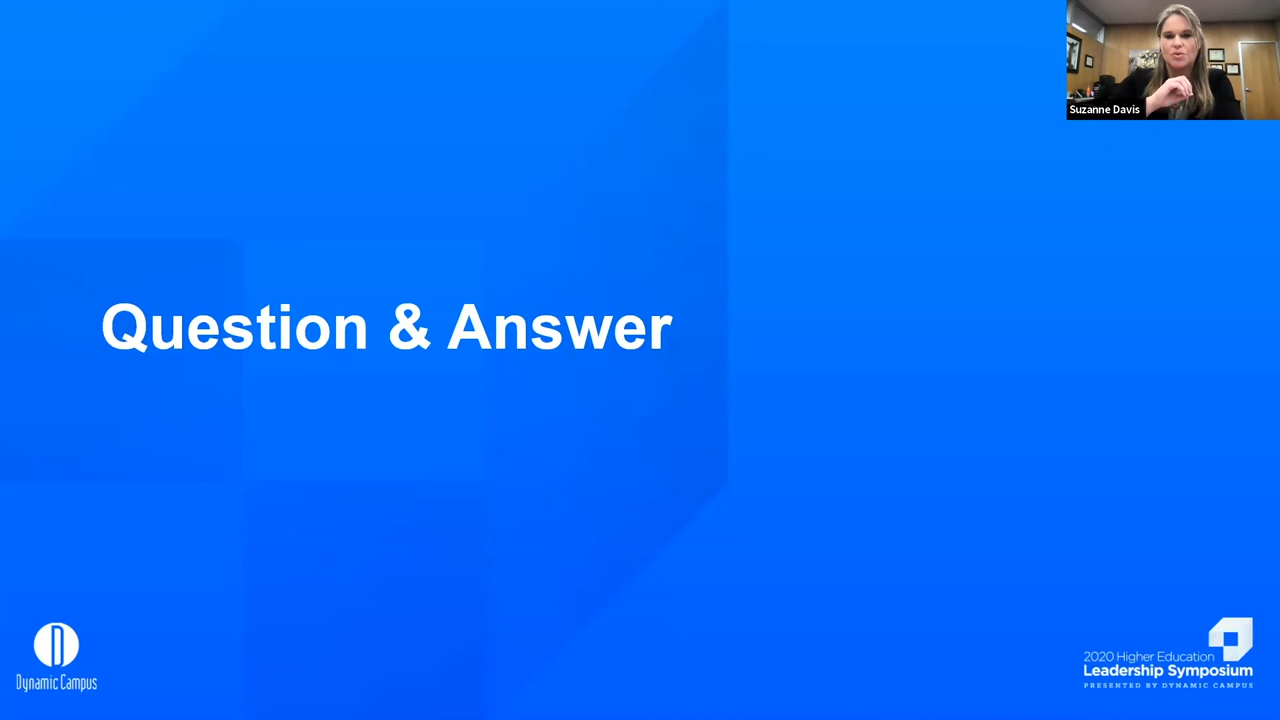 Suzanne Davis
Question & Answer
Dynamic Campus
2020 Higher Education
Leadership Symposium
PRESENTED BY DYNAMIC CAMPUS